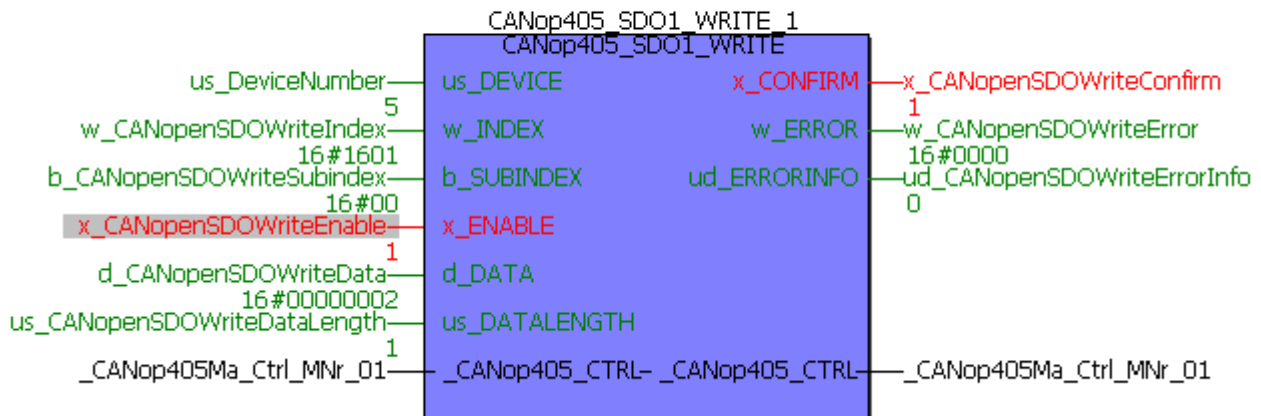 CANop405_SDO1_WRITE_1
CANop405_SDO1_WRITE
us_DeviceNumber us_DEVICE x_CONFIRM x_CANopenSDOWriteConfirm
5 1
w_CANopenSDOWriteIndex w_INDEX w_ERROR w_CANopenSDOWriteError
16#1601 16#0000
b_CANopenSDOWriteSubindex b_SUBINDEX ud_ERRORINFO ud_CANopenSDOWriteErrorInfo
16#00 0
x_CANopenSDOWriteEnable x_ENABLE
1
d_CANopenSDOWriteData d_DATA
16#00000002
us_CANopenSDOWriteDataLength us_DATALENGTH
1
_CANop405Ma_Ctrl_MNr_01 _CANop405_CTRL _CANop405_CTRL _CANop405Ma_Ctrl_MNr_01